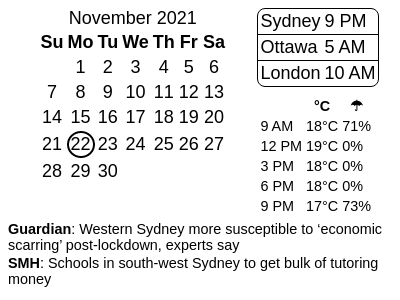 November 2021
Su Mo Tu We Th Fr Sa
1 2 3 4 5 6
7 8 9 10 11 12 13
14 15 16 17 18 19 20
21 22 23 24 25 26 27
28 29 30
Sydney 9 PM
Ottawa 5 AM
London 10 AM
°C ☂
9 AM 18°C 71%
12 PM 19°C 0%
3 PM 18°C 0%
6 PM 18°C 0%
9 PM 17°C 73%
Guardian: Western Sydney more susceptible to ‘economic
scarring’ post-lockdown, experts say
SMH: Schools in south-west Sydney to get bulk of tutoring
money